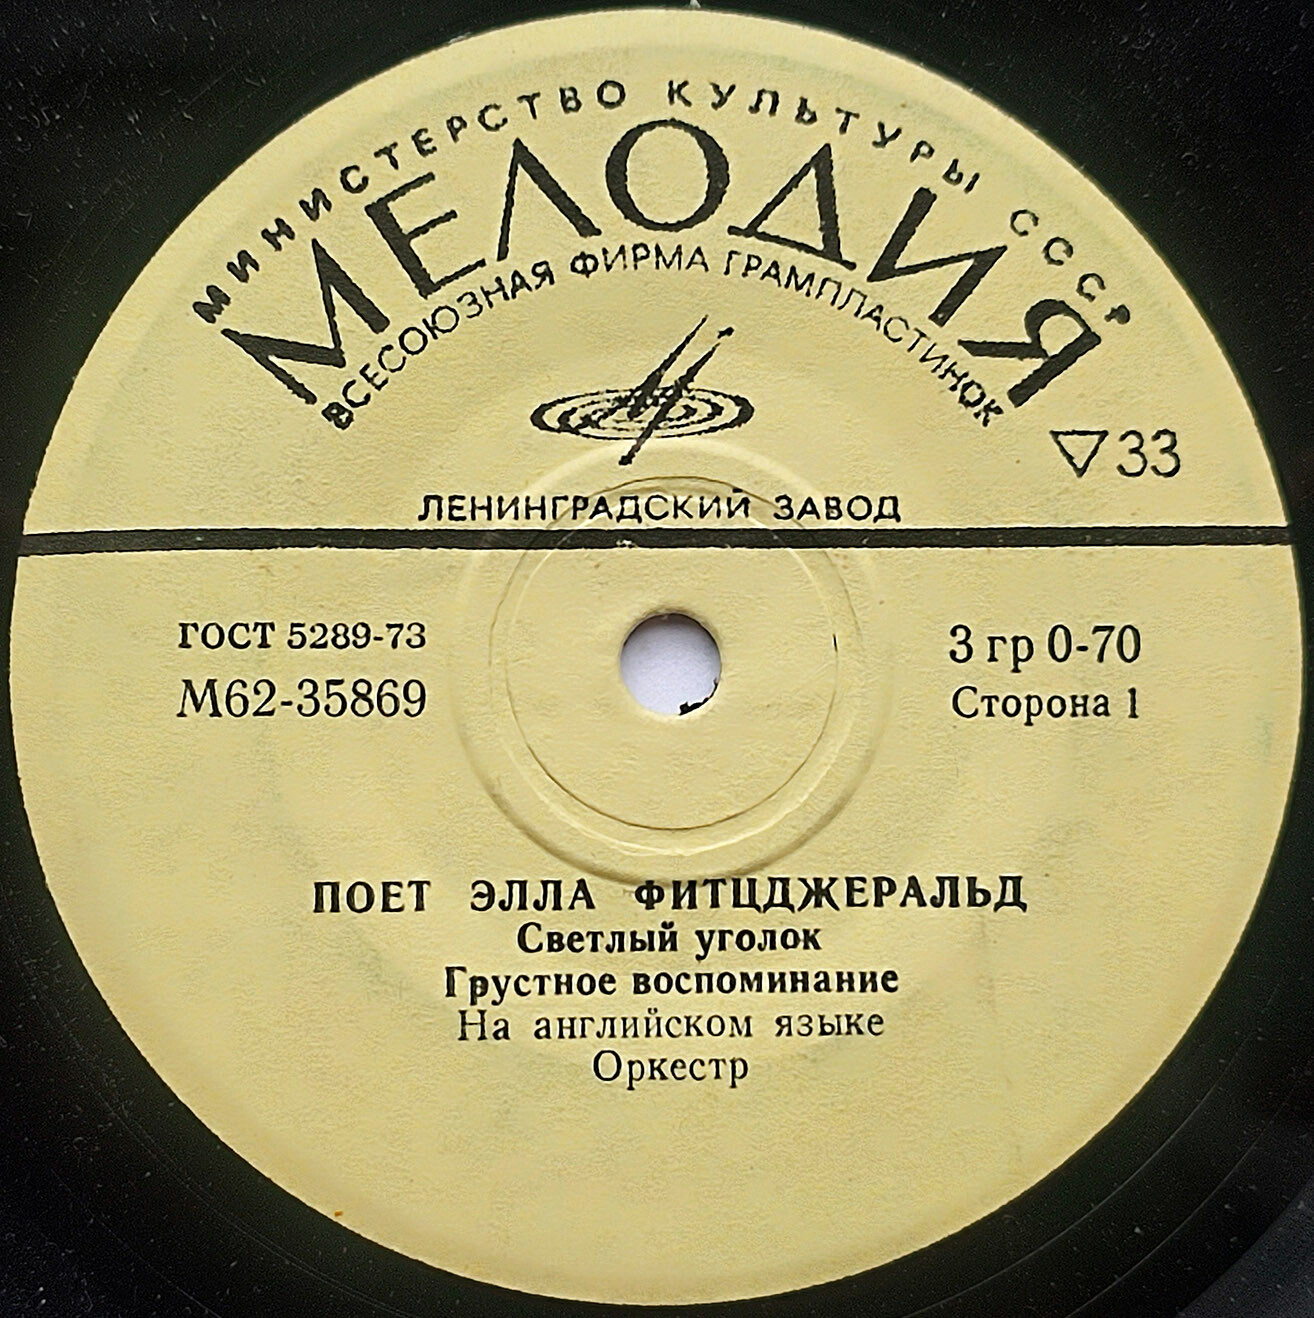 МИНИСТЕРСТВО КУЛЬТУРЫ СССР
МЕЛОДИЯ
ВСЕСОЮЗНАЯ ФИРМА ГРАМПЛАСТИНОК
33
ЛЕНИНГРАДСКИЙ ЗАВОД
ГОСТ 5289-73
М62-35869
3 гр 0-70
Сторона 1
ПОЕТ ЭЛЛА ФИТЦДЖЕРАЛЬД
Светлый уголок
Грустное воспоминание
На английском языке
Оркестр